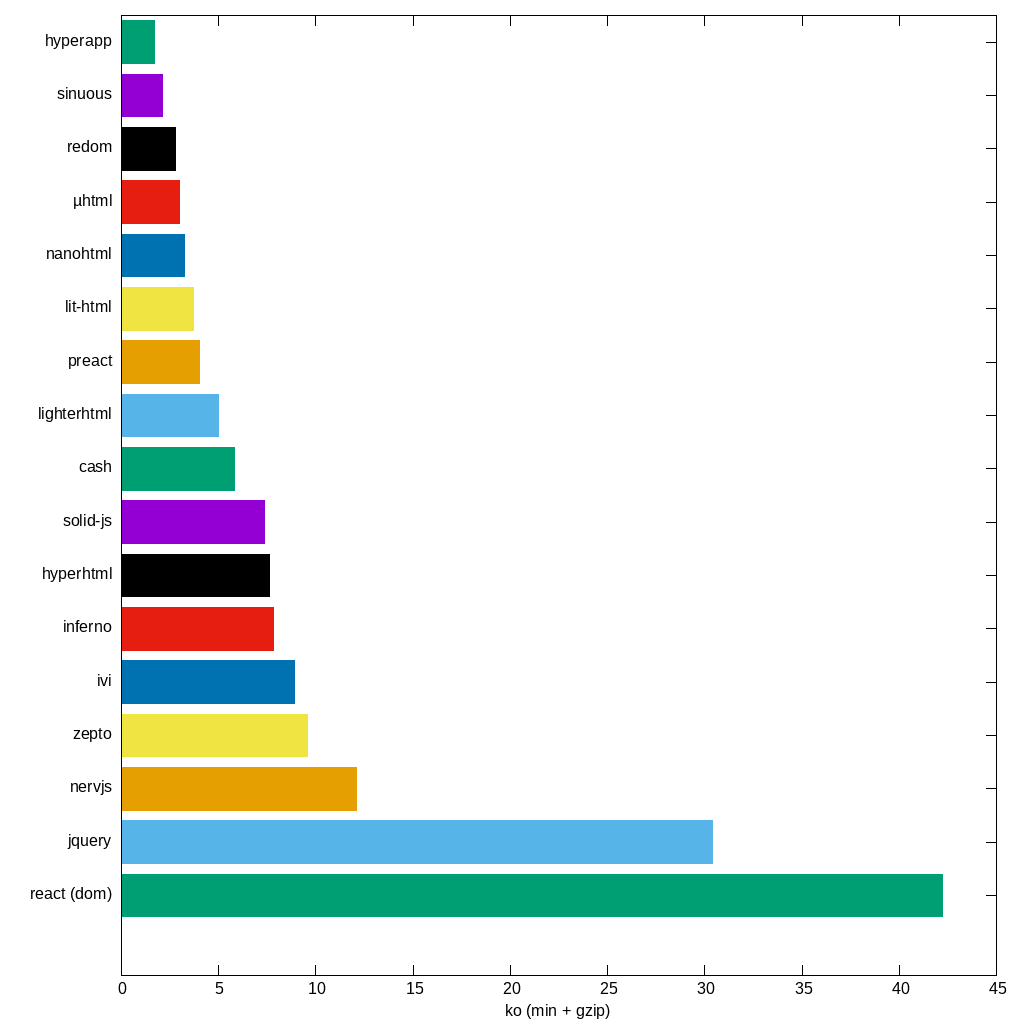 hyperapp
sinuous
redom
µhtml
nanohtml
lit-html
preact
lighterhtml
cash
solid-js
hyperhtml
inferno
ivi
zepto
nervjs
jquery
react (dom)
0 5 10 15 20 25 30 35 40 45
ko (min + gzip)